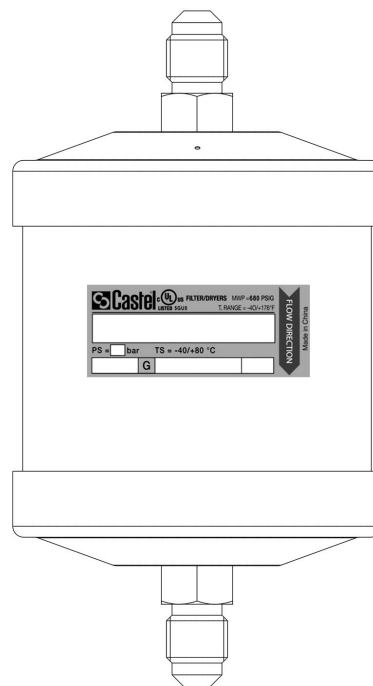 Castel c UL us FILTER/DRYERS MWP =680 PSIG
LISTED SGUS T. RANGE = -40/+176°F
PS = bar TS = -40/+80 °C
G
FLOW DIRECTION
Made in China